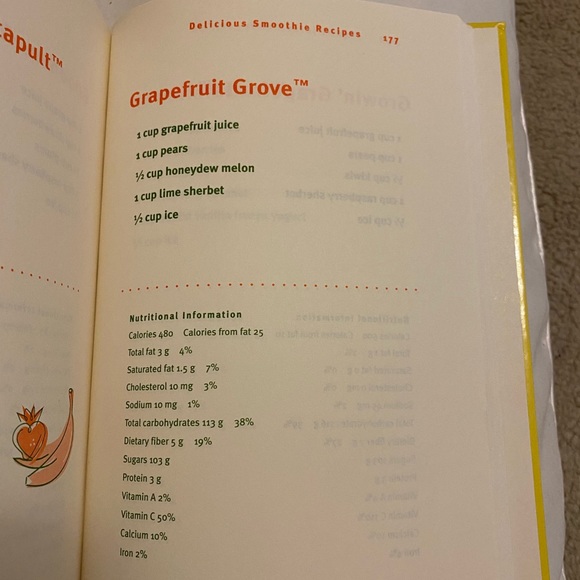 apult™
Delicious Smoothie Recipes 177
Grapefruit Grove™
1 cup grapefruit juice
1 cup pears
½ cup honeydew melon
1 cup lime sherbet
½ cup ice
Nutritional Information
Calories 480 Calories from fat 25
Total fat 3 g 4%
Saturated fat 1.5 g 7%
Cholesterol 10 mg 3%
Sodium 10 mg 1%
Total carbohydrates 113 g 38%
Dietary fiber 5 g 19%
Sugars 103 g
Protein 3 g
Vitamin A 2%
Vitamin C 50%
Calcium 10%
Iron 2%